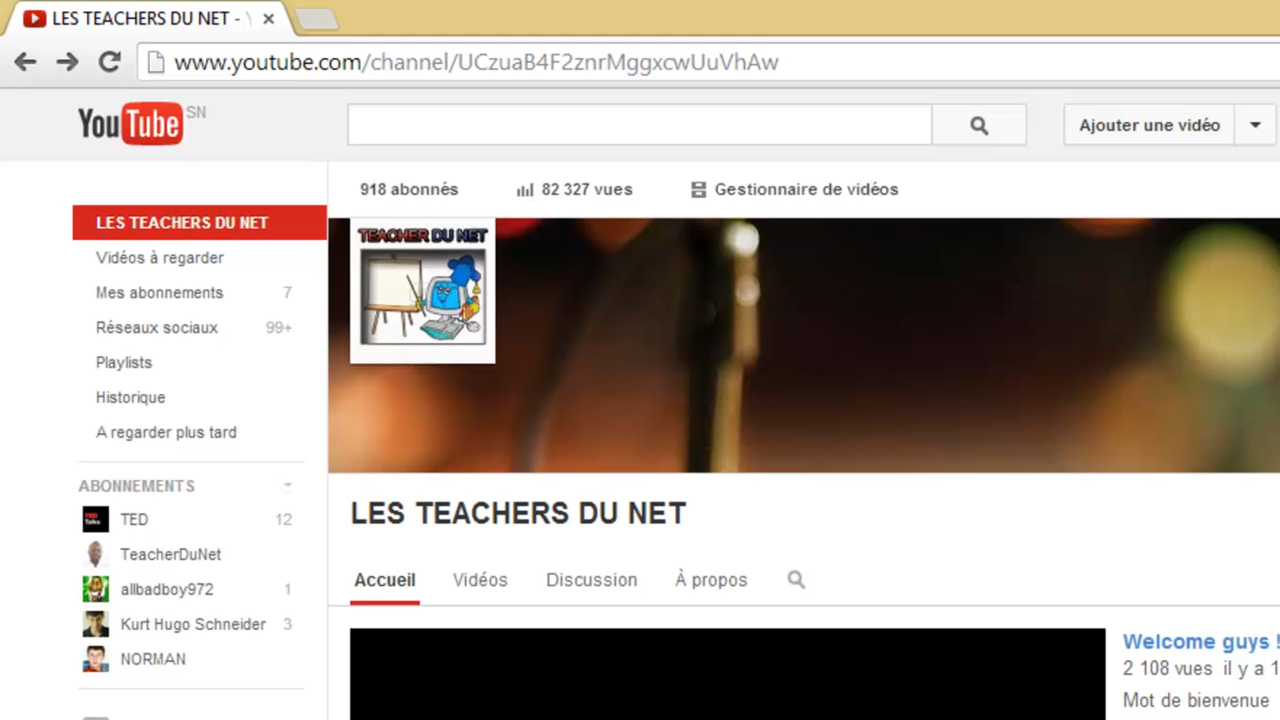 LES TEACHERS DU NET -
www.youtube.com/channel/UCzuaB4F2znrMggxcwUuVhAw
YouTube SN
Ajouter une vidéo
918 abonnés 82 327 vues Gestionnaire de vidéos
LES TEACHERS DU NET
Vidéos à regarder
Mes abonnements 7
Réseaux sociaux 99+
Playlists
Historique
A regarder plus tard
ABONNEMENTS
TED 12
TeacherDuNet
allbadboy972 1
Kurt Hugo Schneider 3
NORMAN
TEACHER DU NET
LES TEACHERS DU NET
Accueil Vidéos Discussion À propos
Welcome guys !
2 108 vues il y a 1
Mot de bienvenue